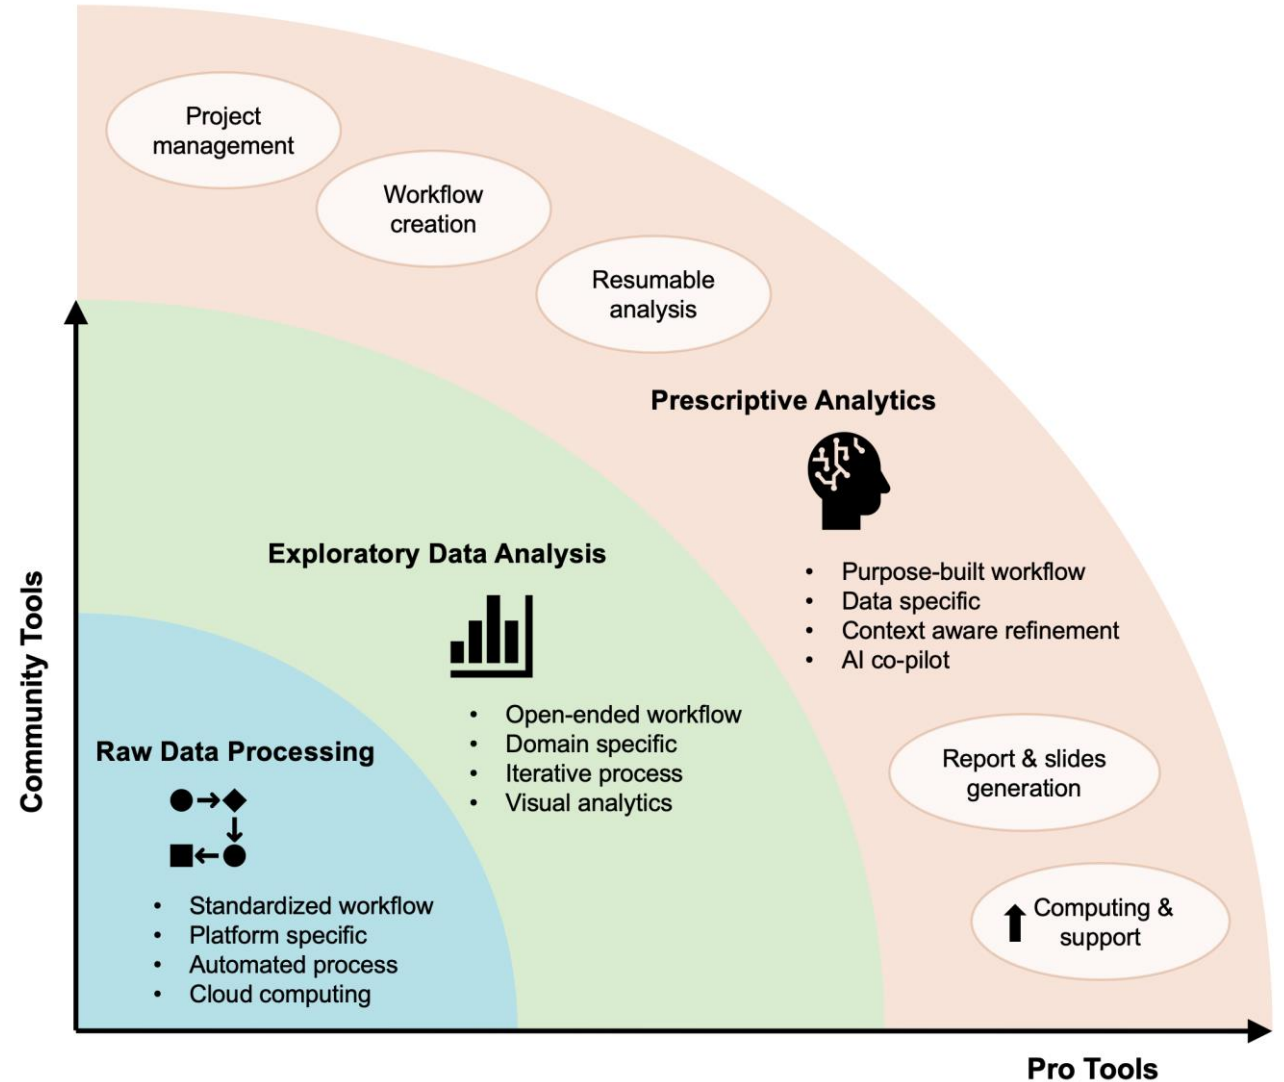 Project
management
Workflow
creation
Resumable
analysis
Prescriptive Analytics
• Purpose-built workflow
• Data specific
• Context aware refinement
• AI co-pilot
Exploratory Data Analysis
• Open-ended workflow
• Domain specific
• Iterative process
• Visual analytics
Raw Data Processing
• Standardized workflow
• Platform specific
• Automated process
• Cloud computing
Report & slides
generation
Computing &
support
Community Tools
Pro Tools